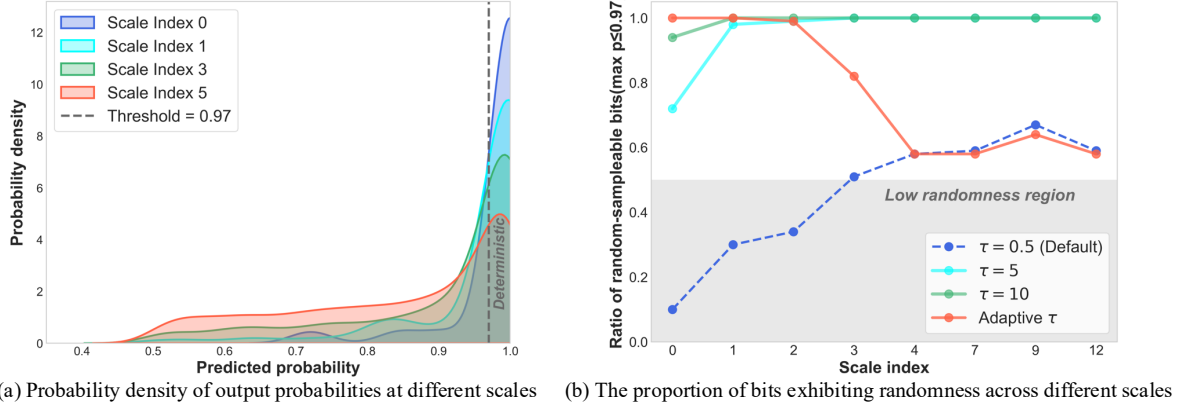 Probability density
12
10
8
6
4
2
0
Scale Index 0
Scale Index 1
Scale Index 3
Scale Index 5
Threshold = 0.97
Deterministic
0.4 0.5 0.6 0.7 0.8 0.9 1.0
Predicted probability
(a) Probability density of output probabilities at different scales
Ratio of random-sampleable bits(max p≤0.97
1.0
0.8
0.6
0.4
0.2
0.0
Low randomness region
τ = 0.5 (Default)
τ = 5
τ = 10
Adaptive τ
0 1 2 3 4 7 9 12
Scale index
(b) The proportion of bits exhibiting randomness across different scales